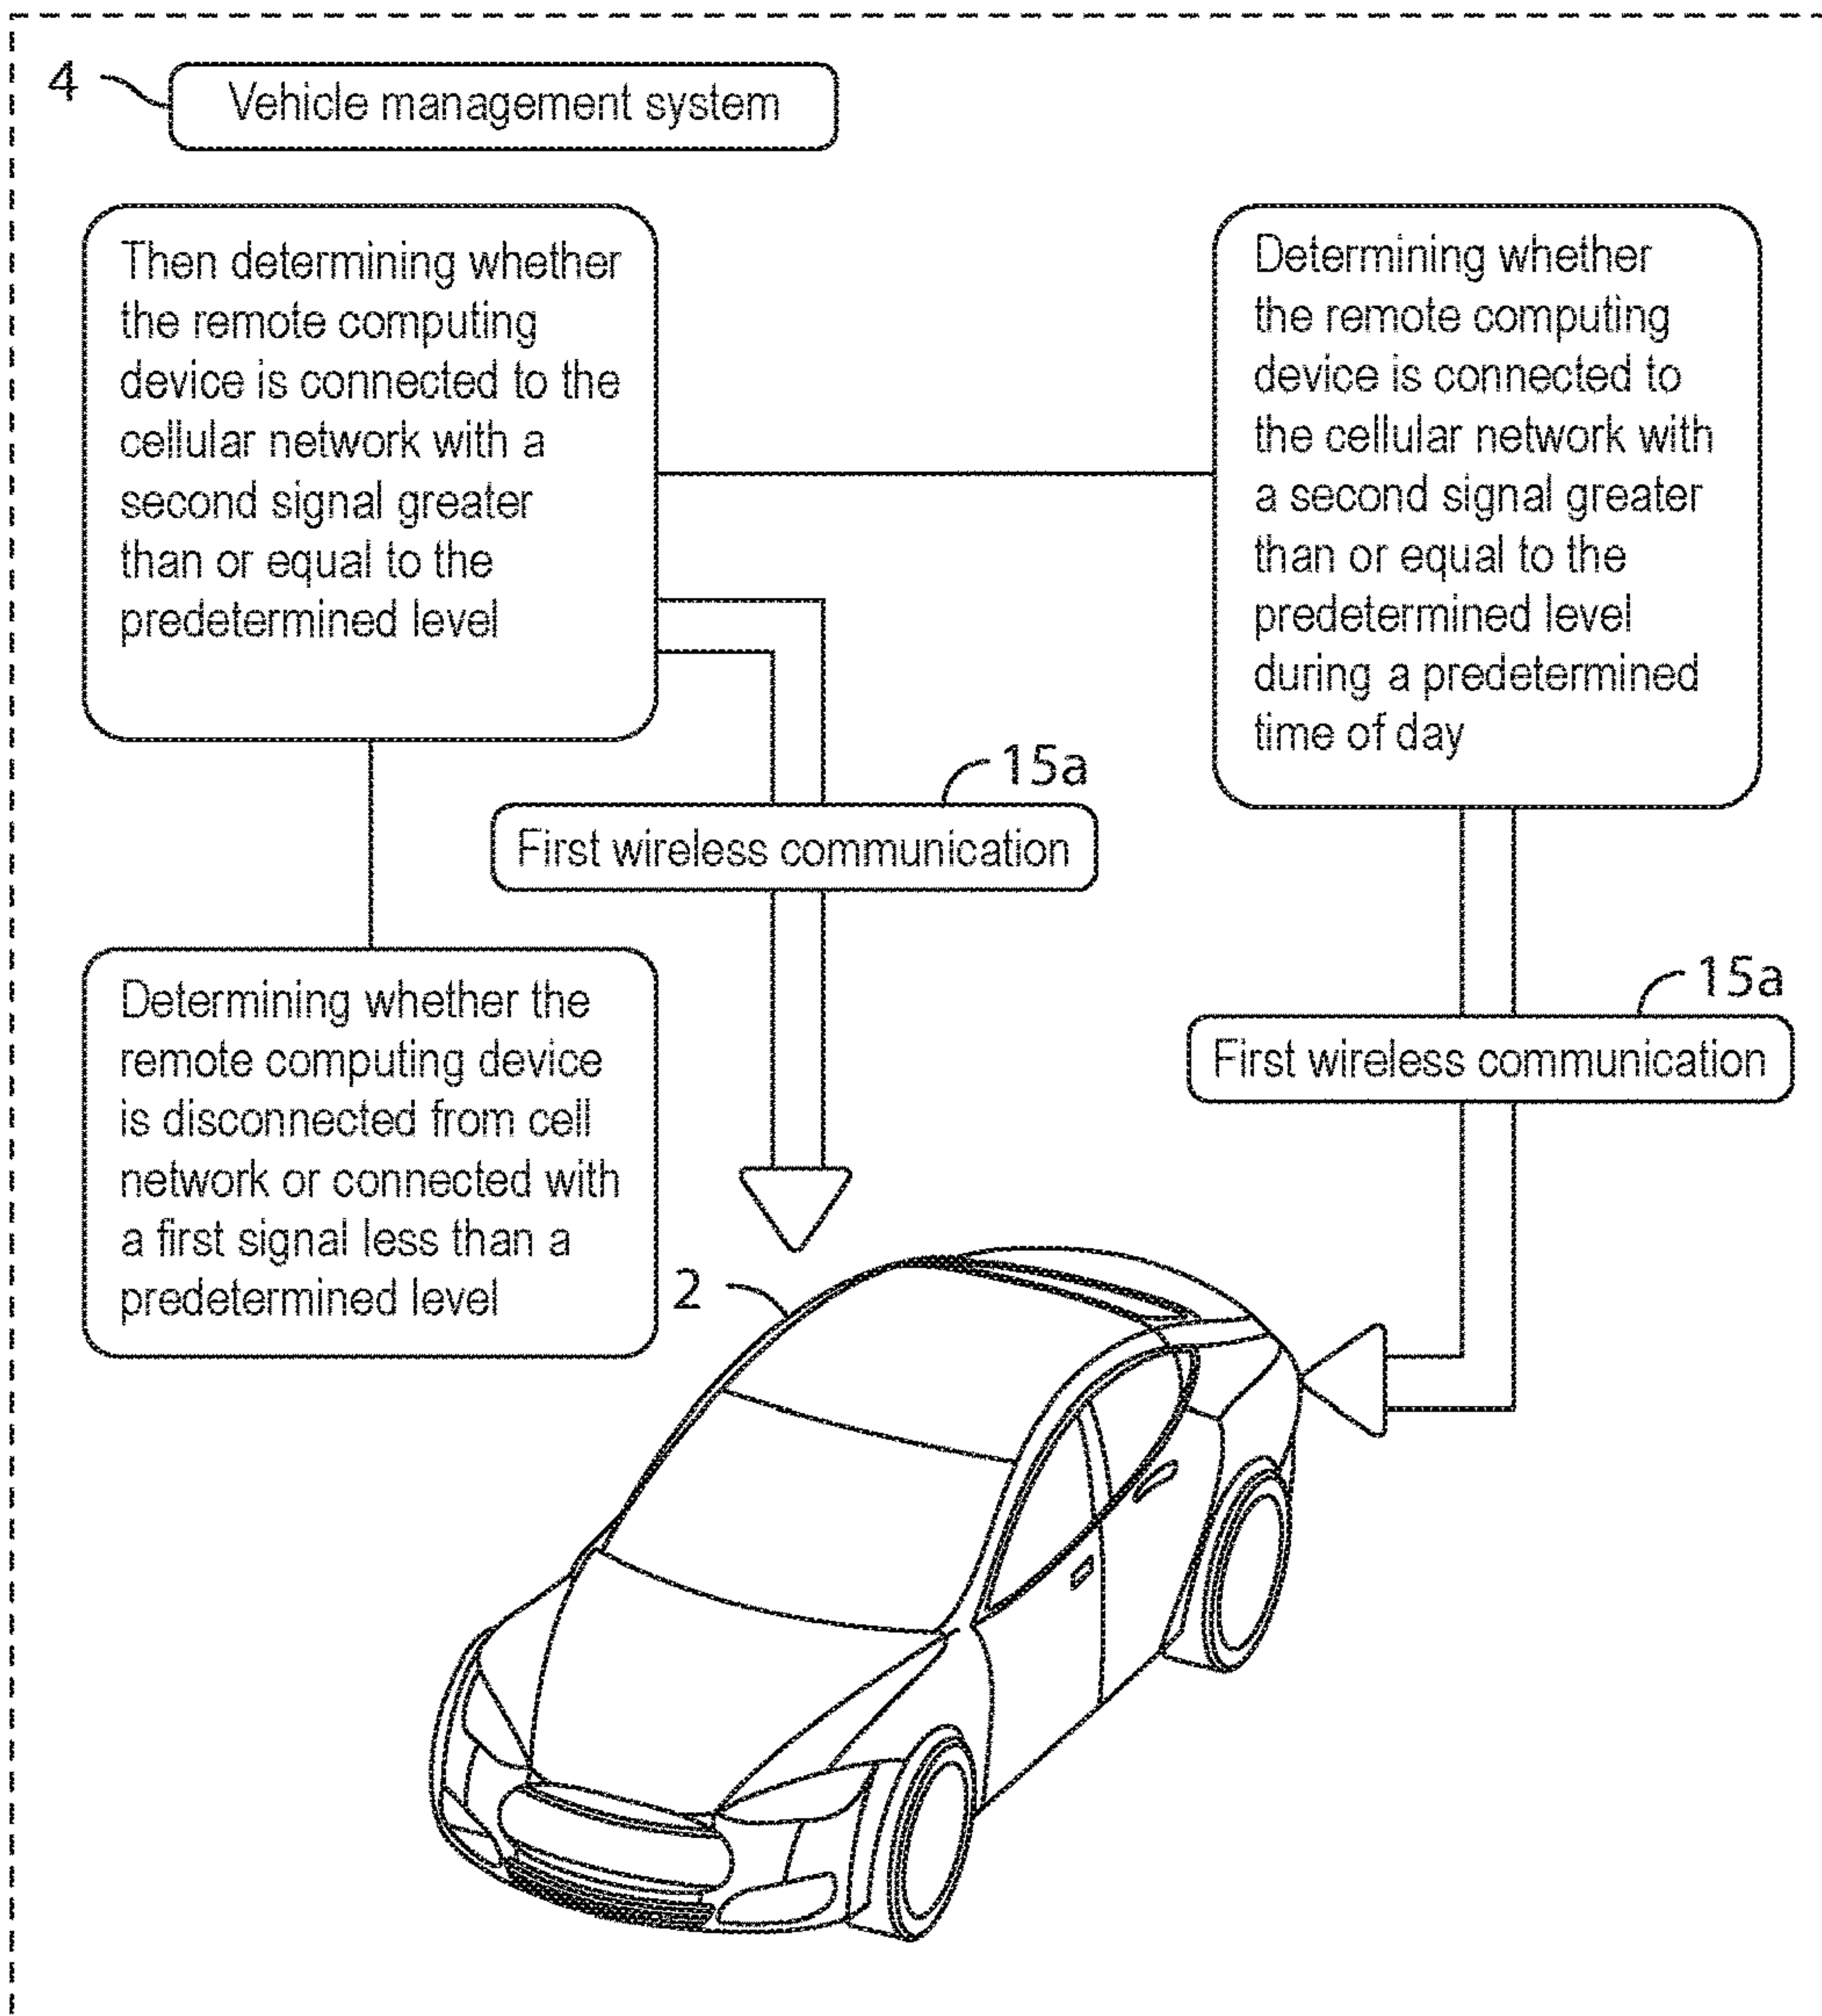 4
Vehicle management system
Then determining whether
the remote computing
device is connected to the
cellular network with a
second signal greater
than or equal to the
predetermined level
Determining whether
the remote computing
device is connected to
the cellular network with
a second signal greater
than or equal to the
predetermined level
during a predetermined
time of day
15a
First wireless communication
15a
First wireless communication
Determining whether the
remote computing device
is disconnected from cell
network or connected with
a first signal less than a
predetermined level
2